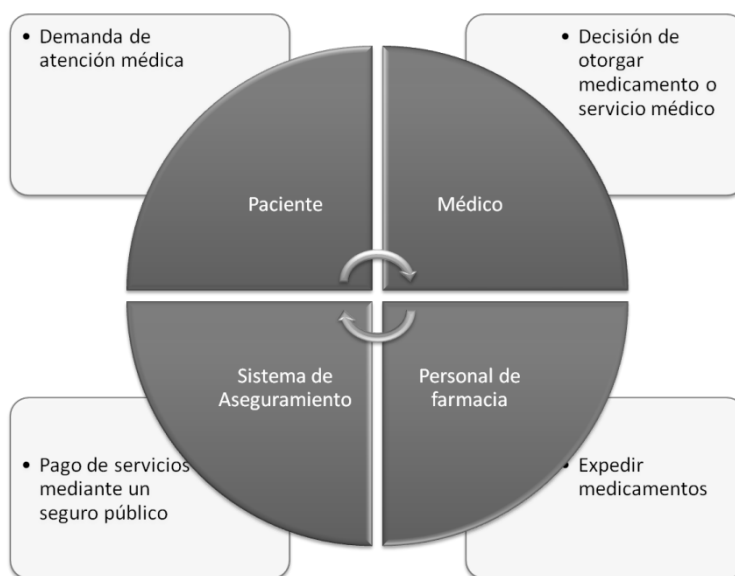 • Demanda de
atención médica
• Decisión de
otorgar
medicamento o
servicio médico
Paciente
Médico
Sistema de
Aseguramiento
Personal de
farmacia
• Pago de servicios
mediante un
seguro público
• Expedir
medicamentos